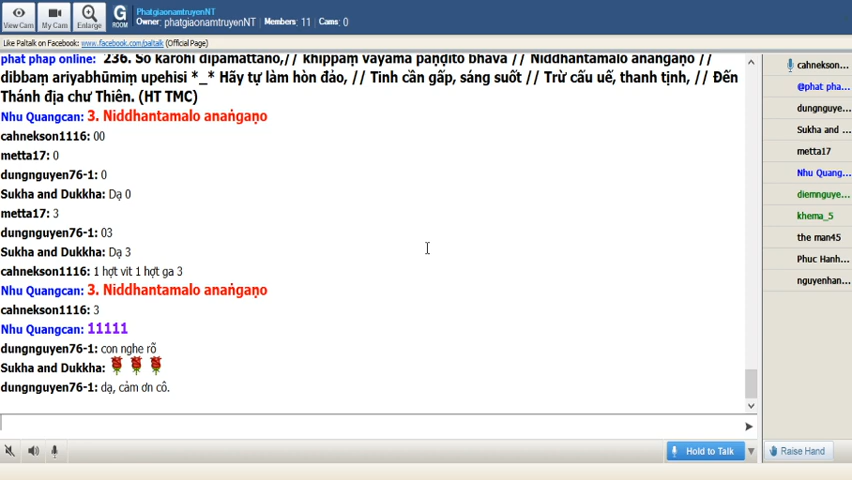 View Cam
My Cam
Enlarge
G
ROOM
PhatgiaonamtruyenNT
Owner: phatgiaonamtruyenNT Members: 11 Cams: 0
Like Paltalk on Facebook: www.facebook.com/paltalk (Official Page)
phat phap online: 236. So karohi dīpamattano,// khippaṃ vāyama paṇḍito bhava // Niddhantamalo anaṅgaṇo //
dibbaṃ ariyabhūmiṃ upehisi *_* Hãy tự làm hòn đảo, // Tinh cần gấp, sáng suốt // Trừ cấu uế, thanh tịnh, // Đến
Thánh địa chư Thiên. (HT TMC)
Nhu Quangcan: 3. Niddhantamalo anaṅgaṇo
cahnekson1116: 00
metta17: 0
dungnguyen76-1: 0
Sukha and Dukkha: Dạ 0
metta17: 3
dungnguyen76-1: 03
Sukha and Dukkha: Dạ 3
cahnekson1116: 1 hợt vit 1 hợt ga 3
Nhu Quangcan: 3. Niddhantamalo anaṅgaṇo
cahnekson1116: 3
Nhu Quangcan: 11111
dungnguyen76-1: con nghe rõ
Sukha and Dukkha:
dungnguyen76-1: dạ, cảm ơn cô.
cahnekson...
@phat pha...
dungnguye...
Sukha and ...
metta17
Nhu Quang...
diemnguye...
khema_5
the man45
Phuc Hanh...
nguyenhan...
Hold to Talk
Raise Hand